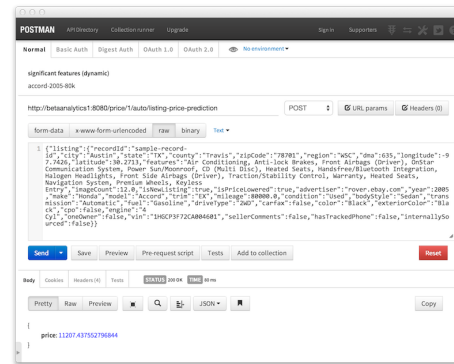 POSTMAN API Directory Collection runner Upgrade Sign in Supporters
Normal Basic Auth Digest Auth OAuth 1.0 OAuth 2.0 No environment
significant features (dynamic)
accord-2005-80k
http://betaanalytics1:8080/price/1/auto/listing-price-prediction POST URL params Headers (0)
form-data x-www-form-urlencoded raw binary Text
1 {"listing":{"recordId":"sample-record-
id","city":"Austin","state":"TX","county":"Travis","zipCode":"78701","region":"WSC","dma":635,"longitude":-9
7.7426,"latitude":30.2713,"features":"Air Conditioning, Anti-lock Brakes, Front Airbags (Driver), OnStar
Communication System, Power Sun/Moonroof, CD (Multi Disc), Heated Seats, Handsfree/Bluetooth Integration,
Halogen Headlights, Front Side Airbags (Driver), Traction/Stability Control, Warranty, Heated Seats,
Navigation System, Premium Wheels, Keyless
Entry","imageCount":12.0,"isNewListing":true,"isPriceLowered":true,"advertiser":"rover.ebay.com","year":2005
,"make":"Honda","model":"Accord","trim":"EX","mileage":80000.0,"condition":"Used","bodyStyle":"Sedan","trans
mission":"Automatic","fuel":"Gasoline","driveType":"2WD","carfax":false,"color":"Black","exteriorColor":"Bla
ck","cpo":false,"engine":"4
Cyl","oneOwner":false,"vin":"1HGCP3F72CA004601","sellerComments":false,"hasTrackedPhone":false,"internallySo
urced":false}}
Send Save Preview Pre-request script Tests Add to collection Reset
Body Cookies Headers (4) Tests STATUS 200 OK TIME 40 ms
Pretty Raw Preview JSON Copy
{
price: 11207.437552796844
}